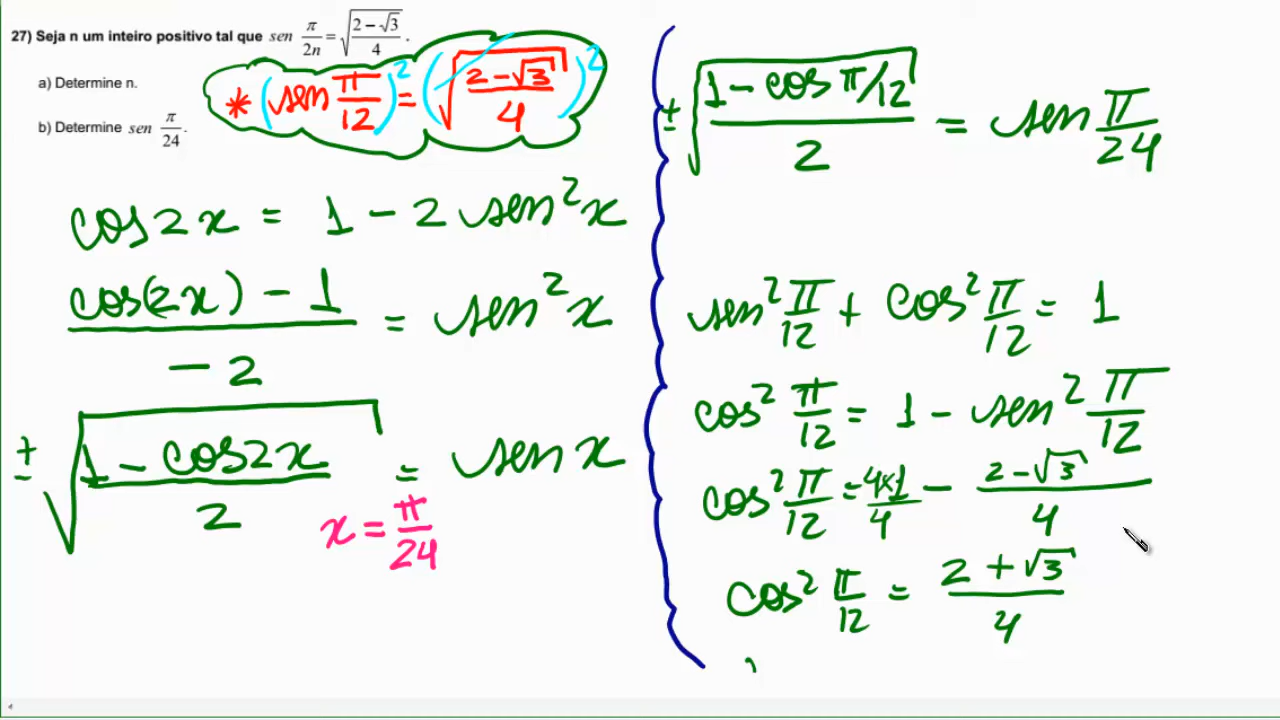 27) Seja n um inteiro positivo tal que sen π/2n = √((2 − √3)/4) .
a) Determine n.
b) Determine sen π/24 .
* (sen π/12)² = (√((2 − √3)/4))²
cos 2x = 1 − 2 sen²x
(cos(2x) − 1)/−2 = sen²x
± √((1 − cos2x)/2) = sen x
x = π/24
± √((1 − cos π/12)/2) = sen π/24
sen² π/12 + cos² π/12 = 1
cos² π/12 = 1 − sen² π/12
cos² π/12 = 4×1/4 − (2 − √3)/4
cos² π/12 = (2 + √3)/4